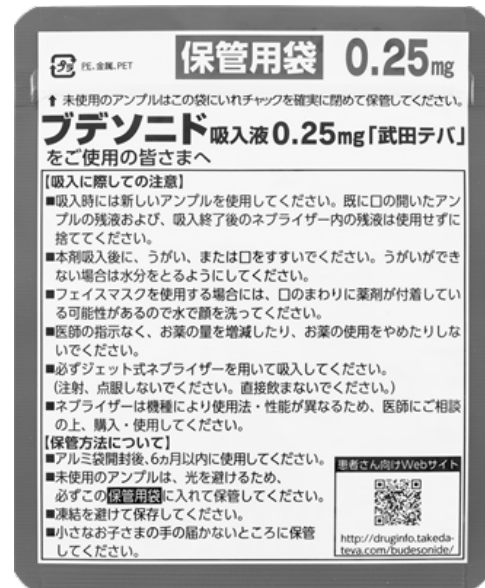 プラ PE、金属、PET
保管用袋 0.25mg
⬆ 未使用のアンプルはこの袋にいれチャックを確実に閉めて保管してください。
ブデソニド吸入液0.25mg「武田テバ」
をご使用の皆さまへ
【吸入に際しての注意】
■吸入時には新しいアンプルを使用してください。既に口の開いたアン
プルの残液および、吸入終了後のネブライザー内の残液は使用せずに
捨ててください。
■本剤吸入後に、うがい、または口をすすいでください。うがいができ
ない場合は水分をとるようにしてください。
■フェイスマスクを使用する場合には、口のまわりに薬剤が付着してい
る可能性があるので水で顔を洗ってください。
■医師の指示なく、お薬の量を増減したり、お薬の使用をやめたりしな
いでください。
■必ずジェット式ネブライザーを用いて吸入してください。
(注射、点眼しないでください。直接飲まないでください。)
■ネブライザーは機種により使用法・性能が異なるため、医師にご相談
の上、購入・使用してください。
【保管方法について】
■アルミ袋開封後、6ヵ月以内に使用してください。
■未使用のアンプルは、光を避けるため、
必ずこの保管用袋に入れて保管してください。
■凍結を避けて保存してください。
■小さなお子さまの手の届かないところに保管
してください。
患者さん向けWebサイト
http://druginfo.takeda-
teva.com/budesonide/